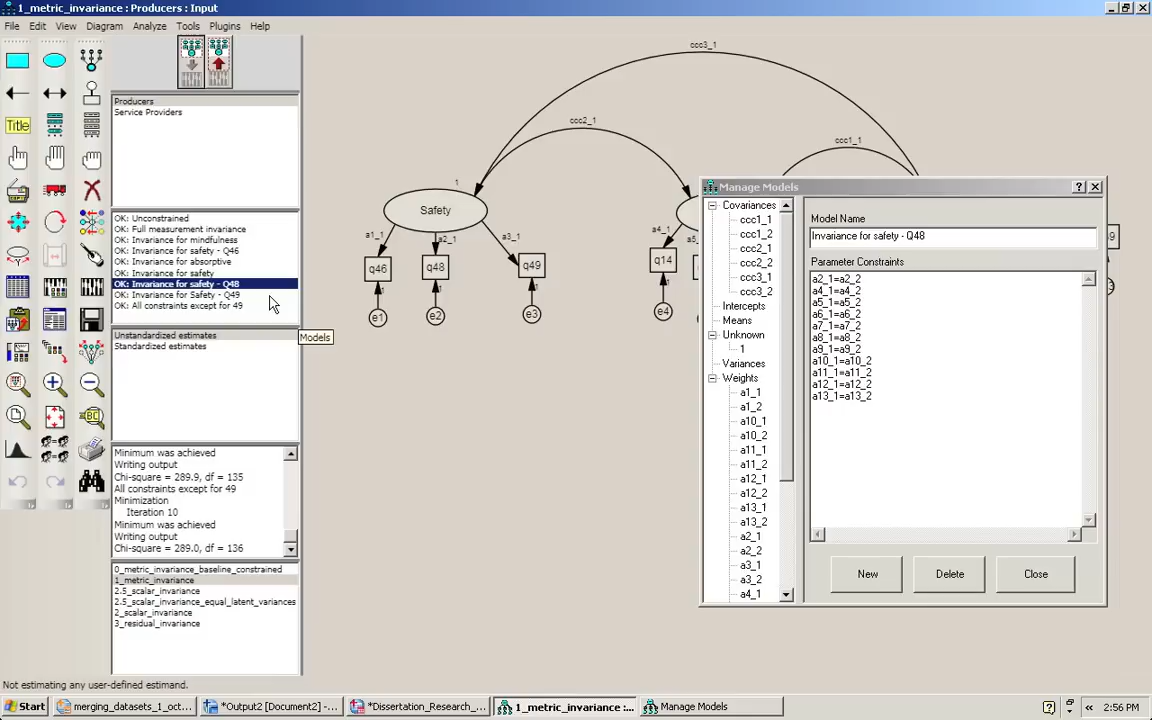 1_metric_invariance : Producers : Input
File Edit View Diagram Analyze Tools Plugins Help
Title
Producers
Service Providers
OK: Unconstrained
OK: Full measurement invariance
OK: Invariance for mindfulness
OK: Invariance for safety - Q46
OK: Invariance for absorptive
OK: Invariance for safety
OK: Invariance for safety - Q48
OK: Invariance for Safety - Q49
OK: All constraints except for 49
Models
Unstandardized estimates
Standardized estimates
Minimum was achieved
Writing output
Chi-square = 289.9, df = 135
All constraints except for 49
Minimization
Iteration 10
Minimum was achieved
Writing output
Chi-square = 289.0, df = 136
0_metric_invariance_baseline_constrained
1_metric_invariance
2.5_scalar_invariance
2.5_scalar_invariance_equal_latent_variances
2_scalar_invariance
3_residual_invariance
Not estimating any user-defined estimand.
ccc3_1
ccc2_1
ccc1_1
1
Safety
a1_1
a2_1
a3_1
a4_1
q46
q48
q49
q14
e1
e2
e3
e4
Manage Models
Covariances
ccc1_1
ccc1_2
ccc2_1
ccc2_2
ccc3_1
ccc3_2
Intercepts
Means
Unknown
1
Variances
Weights
a1_1
a1_2
a10_1
a10_2
a11_1
a11_2
a12_1
a12_2
a13_1
a13_2
a2_1
a2_2
a3_1
a3_2
a4_1
Model Name
Invariance for safety - Q48
Parameter Constraints
a2_1=a2_2
a4_1=a4_2
a5_1=a5_2
a6_1=a6_2
a7_1=a7_2
a8_1=a8_2
a9_1=a9_2
a10_1=a10_2
a11_1=a11_2
a12_1=a12_2
a13_1=a13_2
New Delete Close
Start
merging_datasets_1_oct...
*Output2 [Document2] -...
*Dissertation_Research_...
1_metric_invariance :...
Manage Models
2:56 PM